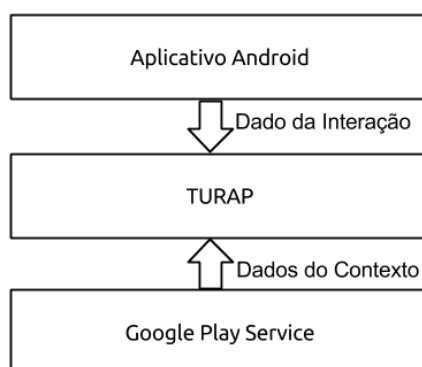 Aplicativo Android
Dado da Interação
TURAP
Dados do Contexto
Google Play Service